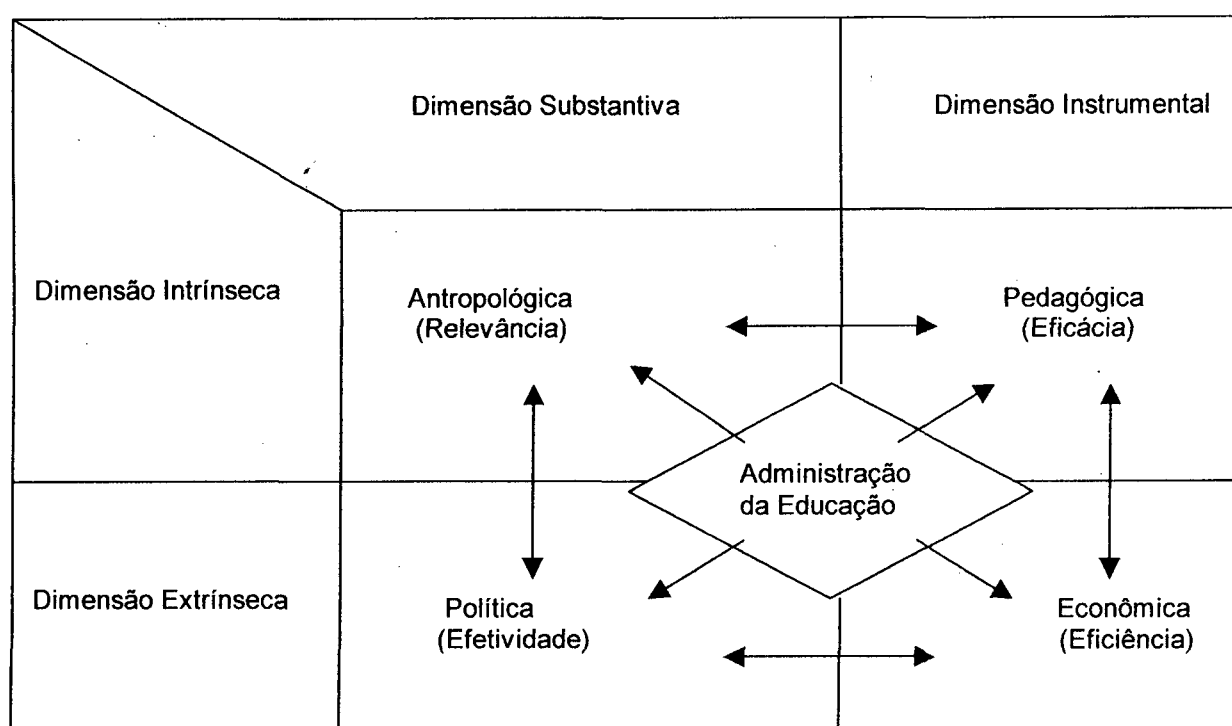 Dimensão Substantiva
Dimensão Instrumental
Dimensão Intrínseca
Antropológica
(Relevância)
Pedagógica
(Eficácia)
Administração
da Educação
Dimensão Extrínseca
Política
(Efetividade)
Econômica
(Eficiência)